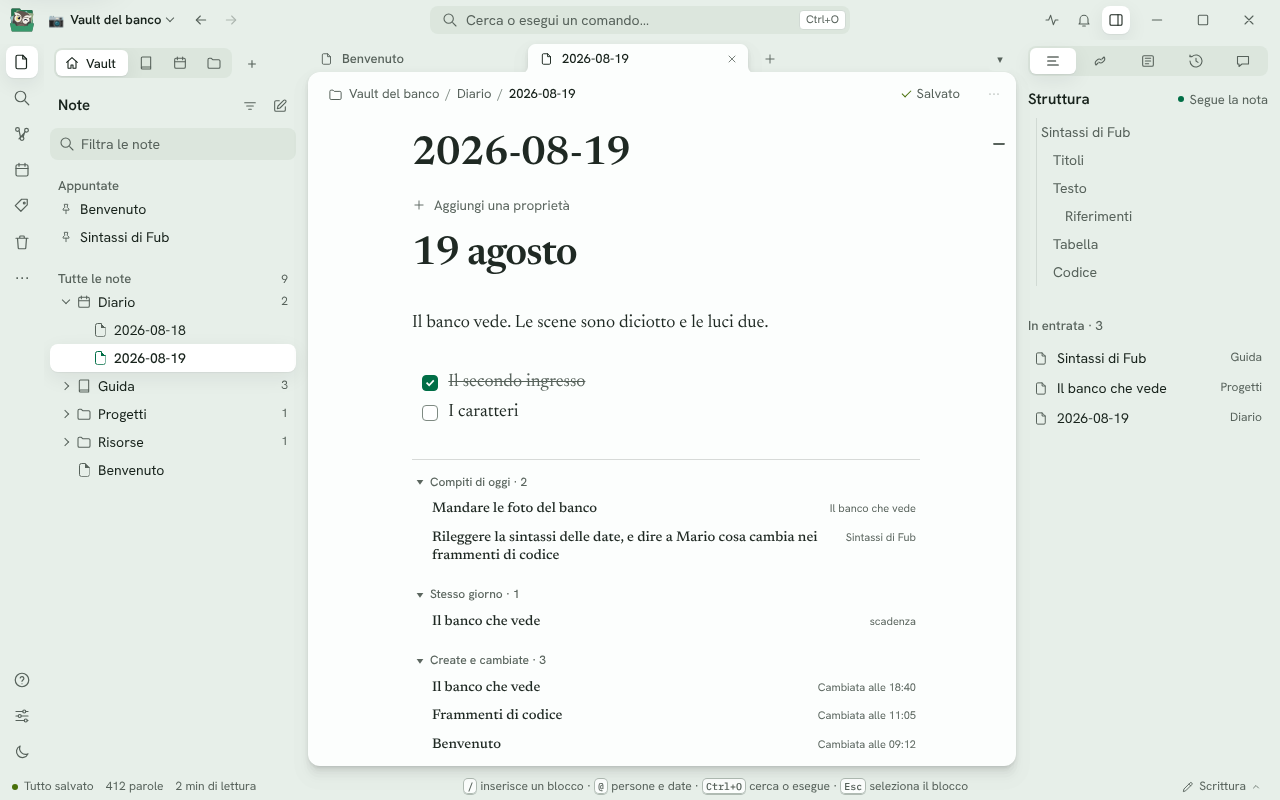 Vault del banco
Cerca o esegui un comando…
Ctrl+O
Vault
Note
Filtra le note
Appuntate
Benvenuto
Sintassi di Fub
Tutte le note 9
Diario 2
2026-08-18
2026-08-19
Guida 3
Progetti 1
Risorse 1
Benvenuto
Benvenuto
2026-08-19
Vault del banco / Diario / 2026-08-19
Salvato
2026-08-19
Aggiungi una proprietà
19 agosto
Il banco vede. Le scene sono diciotto e le luci due.
Il secondo ingresso
I caratteri
Compiti di oggi · 2
Mandare le foto del banco Il banco che vede
Rileggere la sintassi delle date, e dire a Mario cosa cambia nei Sintassi di Fub
frammenti di codice
Stesso giorno · 1
Il banco che vede scadenza
Create e cambiate · 3
Il banco che vede Cambiata alle 18:40
Frammenti di codice Cambiata alle 11:05
Benvenuto Cambiata alle 09:12
Struttura
Segue la nota
Sintassi di Fub
Titoli
Testo
Riferimenti
Tabella
Codice
In entrata · 3
Sintassi di Fub Guida
Il banco che vede Progetti
2026-08-19 Diario
Tutto salvato 412 parole 2 min di lettura
/ inserisce un blocco · @ persone e date · Ctrl+O cerca o esegue · Esc seleziona il blocco
Scrittura